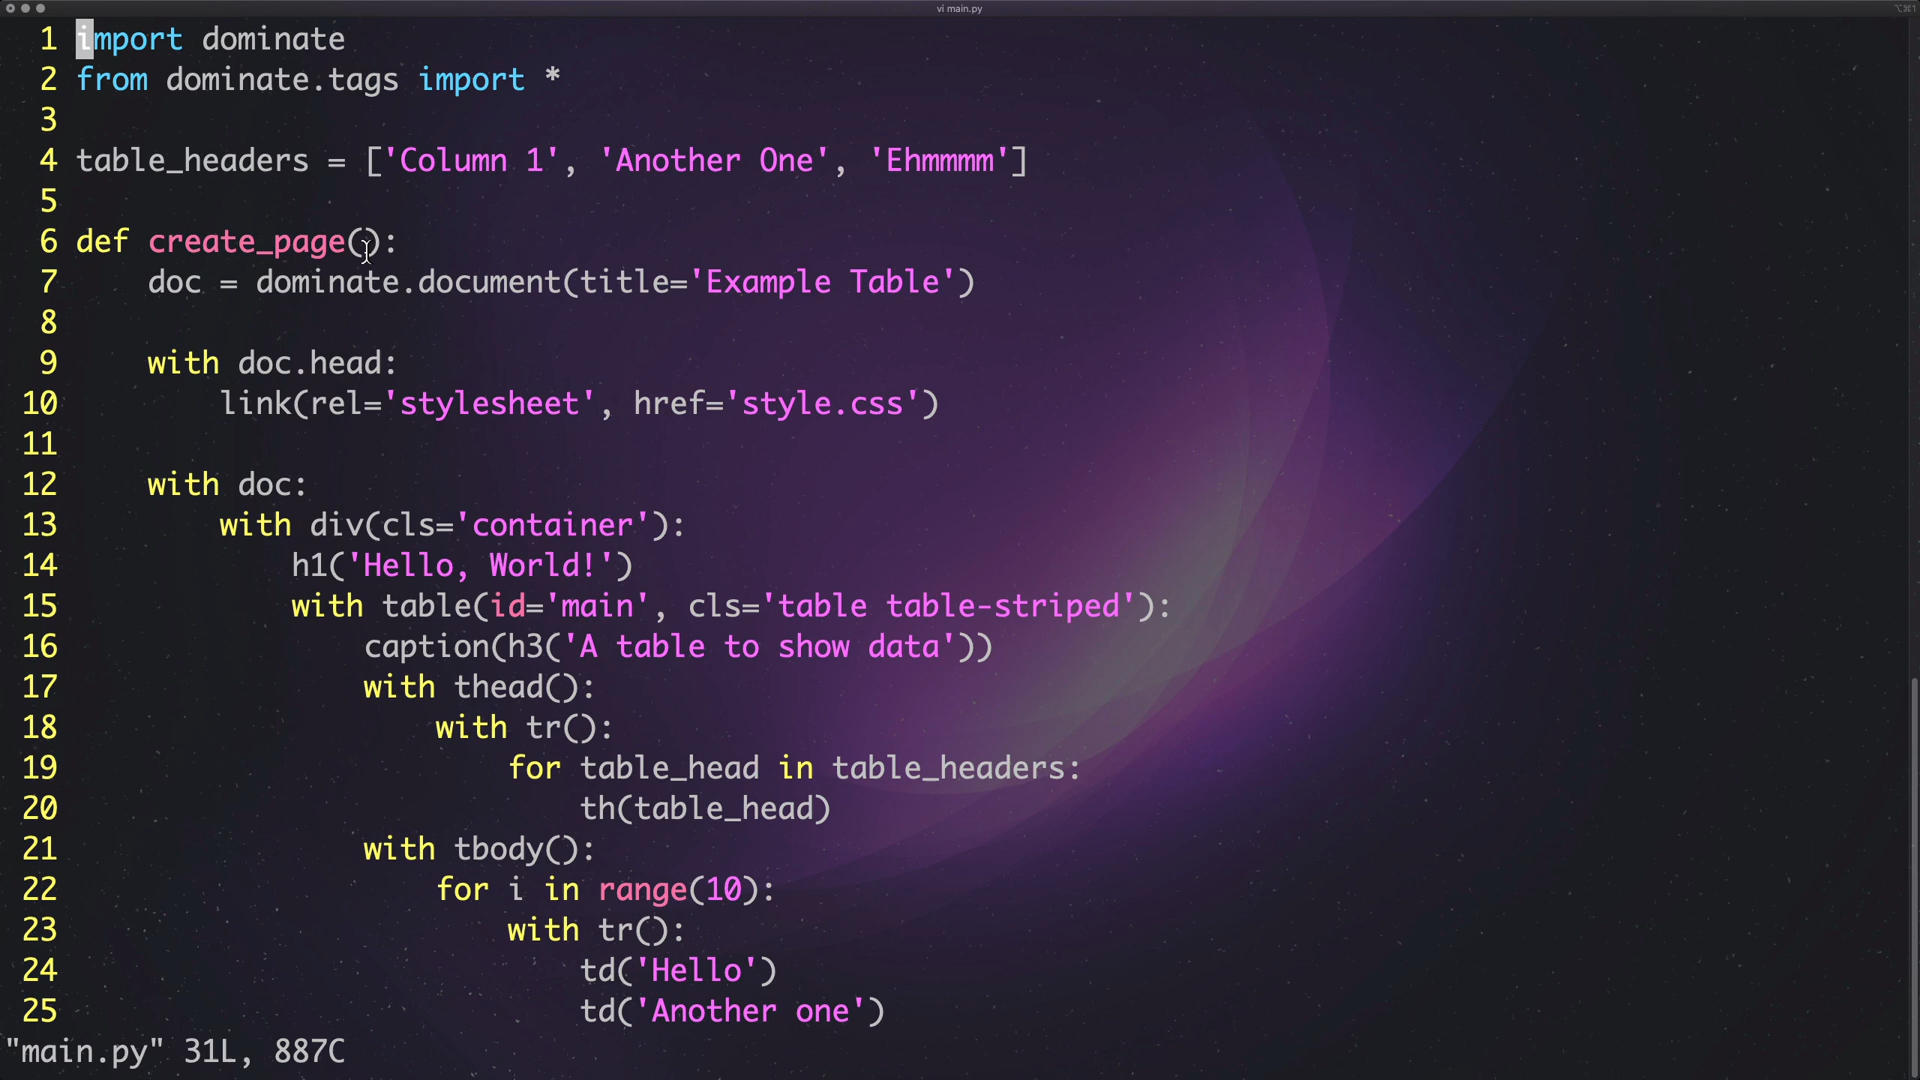 vi main.py
⌥⌘1
1 import dominate
2 from dominate.tags import *
3
4 table_headers = ['Column 1', 'Another One', 'Ehmmmm']
5
6 def create_page():
7     doc = dominate.document(title='Example Table')
8
9     with doc.head:
10         link(rel='stylesheet', href='style.css')
11
12     with doc:
13         with div(cls='container'):
14             h1('Hello, World!')
15             with table(id='main', cls='table table-striped'):
16                 caption(h3('A table to show data'))
17                 with thead():
18                     with tr():
19                         for table_head in table_headers:
20                             th(table_head)
21                 with tbody():
22                     for i in range(10):
23                         with tr():
24                             td('Hello')
25                             td('Another one')
"main.py" 31L, 887C